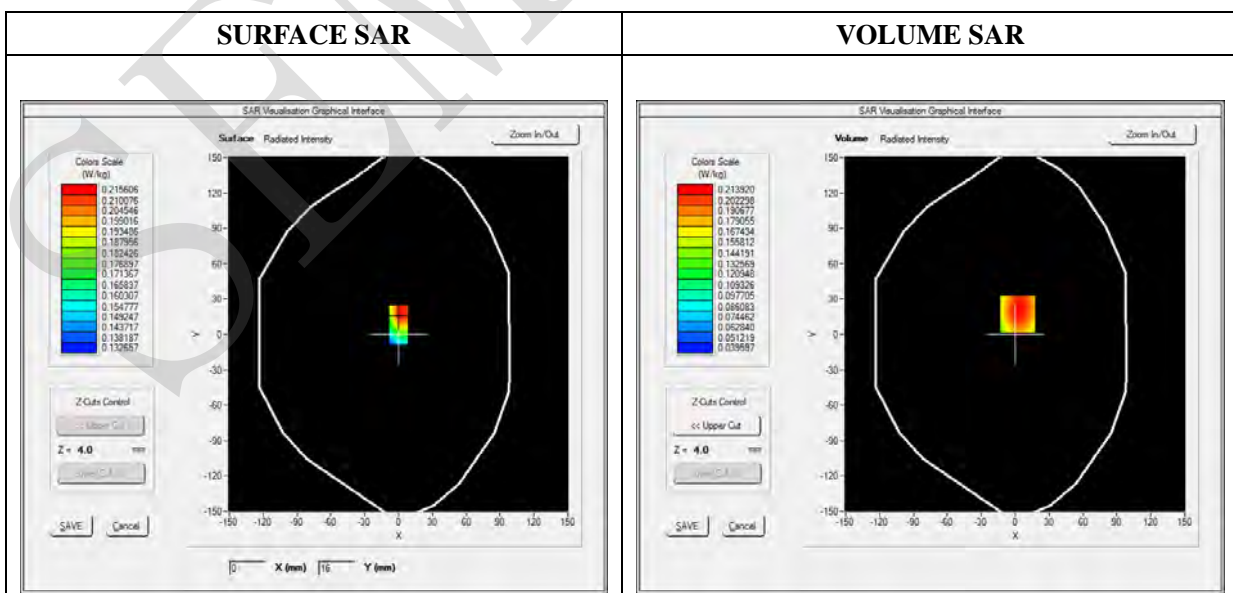 SURFACE SAR
VOLUME SAR
SAR Visualisation Graphical Interface
Surface Radiated Intensity
Zoom In/Out
Colors Scale
(W/kg)
0.215606
0.210076
0.204546
0.199016
0.193486
0.187956
0.182426
0.176897
0.171367
0.165837
0.160307
0.154777
0.149247
0.143717
0.138187
0.132657
Z-Cuts Control
<< Upper Cut
Z = 4.0 mm
SAVE Cancel
150
120
90
60
30
0
-30
-60
-90
-120
-150
Y
-150 -120 -90 -60 -30 0 30 60 90 120 150
X
0 X (mm) 16 Y (mm)
SAR Visualisation Graphical Interface
Volume Radiated Intensity
Zoom In/Out
Colors Scale
(W/kg)
0.213920
0.202298
0.190677
0.179055
0.167434
0.155812
0.144191
0.132569
0.120948
0.109326
0.097705
0.086083
0.074462
0.062840
0.051219
0.039597
Z-Cuts Control
<< Upper Cut
Z = 4.0 mm
SAVE Cancel
150
120
90
60
30
0
-30
-60
-90
-120
-150
Y
-150 -120 -90 -60 -30 0 30 60 90 120 150
X